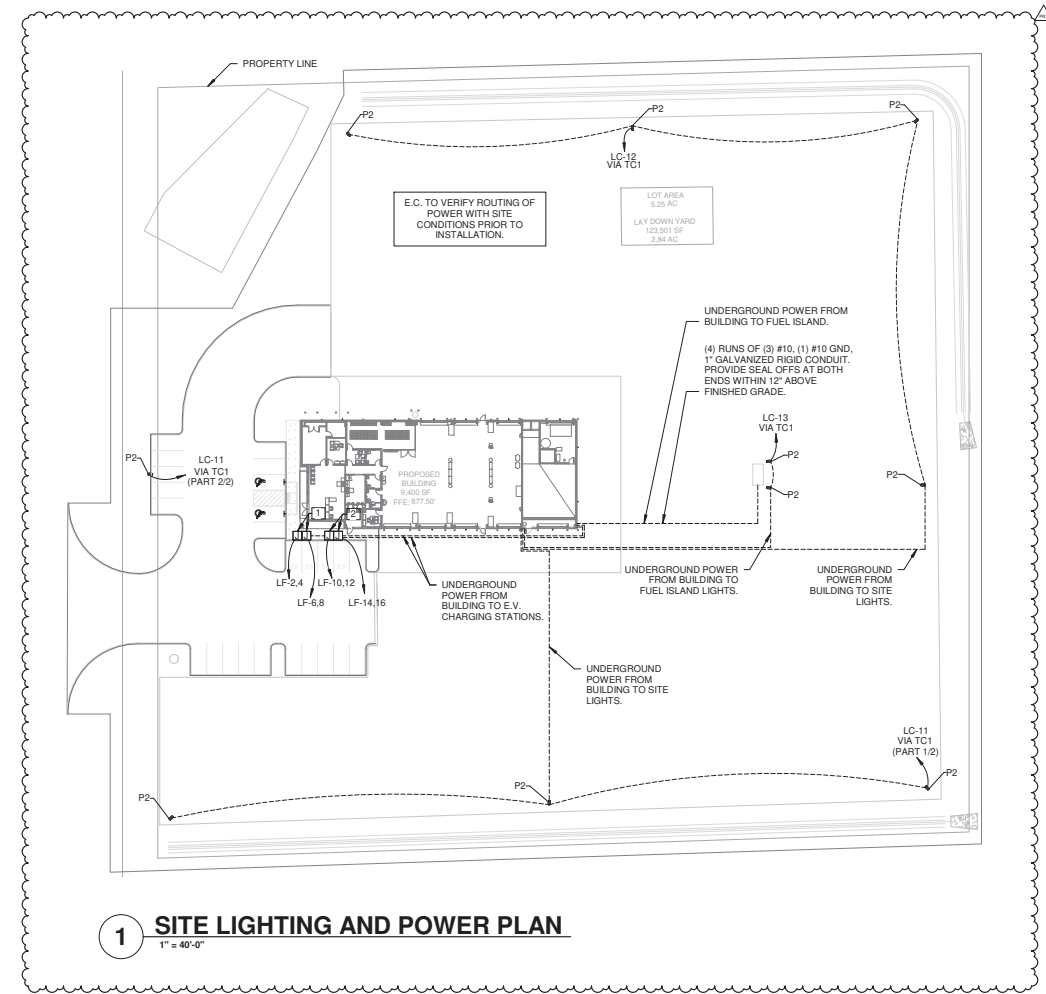 PROPERTY LINE
P2
P2
P2
LC-12
VIA TC1
E.C. TO VERIFY ROUTING OF
POWER WITH SITE
CONDITIONS PRIOR TO
INSTALLATION.
LOT AREA
5.25 AC
LAY DOWN YARD
123,501 SF
2.84 AC
UNDERGROUND POWER FROM
BUILDING TO FUEL ISLAND.
(4) RUNS OF (3) #10, (1) #10 GND,
1" GALVANIZED RIGID CONDUIT.
PROVIDE SEAL OFFS AT BOTH
ENDS WITHIN 12" ABOVE
FINISHED GRADE.
LC-13
VIA TC1
P2
P2
P2
P2
LC-11
VIA TC1
(PART 2/2)
PROPOSED
BUILDING
9,400 SF
FFE: 877.50'
1
2
LF-2,4
LF-10,12
LF-6,8
LF-14,16
UNDERGROUND
POWER FROM
BUILDING TO E.V.
CHARGING STATIONS.
UNDERGROUND POWER
FROM BUILDING TO
FUEL ISLAND LIGHTS.
UNDERGROUND
POWER FROM
BUILDING TO SITE
LIGHTS.
UNDERGROUND
POWER FROM
BUILDING TO SITE
LIGHTS.
LC-11
VIA TC1
(PART 1/2)
P2
P2
P2
1
SITE LIGHTING AND POWER PLAN
1" = 40'-0"